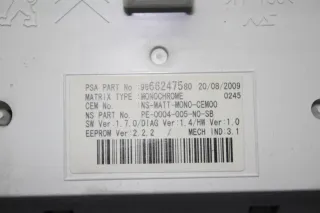 PSA PART No :9666247580 20/08/2009
MATRIX TYPE :MONOCHROME 0245
CEM No. NS-MATT-MONO-CEM00
NS PART No. PE-0004-005-NO-SB
SW Ver:1.7.0/DIAG Ver:1.4/HW Ver:1.0
EEPROM Ver:2.2.2 / MECH IND:3.1